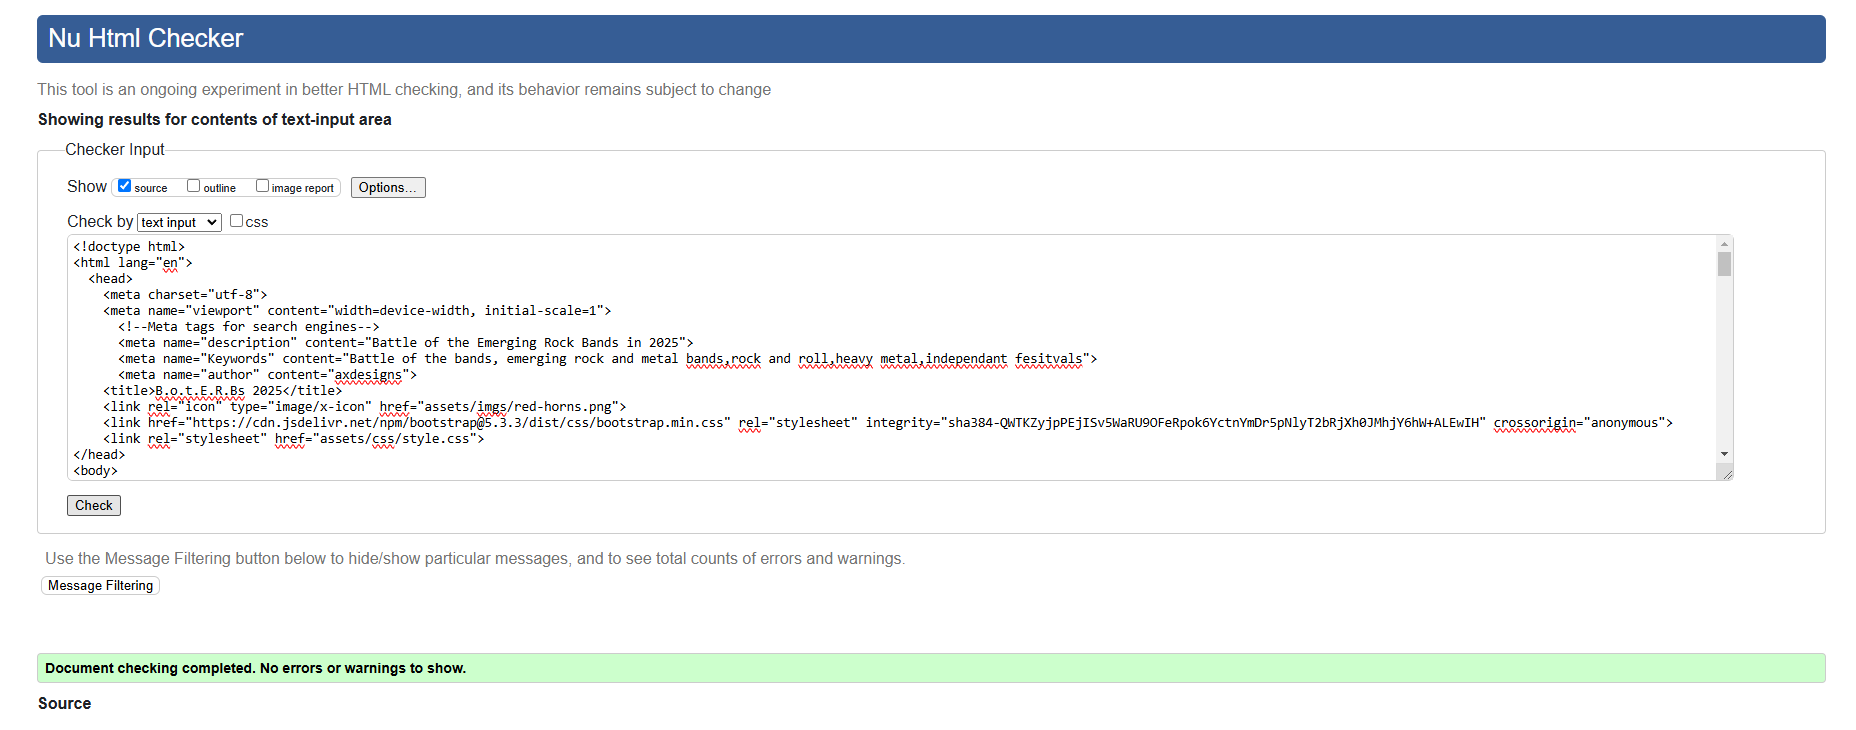 Nu Html Checker
This tool is an ongoing experiment in better HTML checking, and its behavior remains subject to change
Showing results for contents of text-input area
Checker Input
Show source outline image report Options...
Check by text input css
<!doctype html>
<html lang="en">
<head>
<meta charset="utf-8">
<meta name="viewport" content="width=device-width, initial-scale=1">
<!--Meta tags for search engines-->
<meta name="description" content="Battle of the Emerging Rock Bands in 2025">
<meta name="Keywords" content="Battle of the bands, emerging rock and metal bands,rock and roll,heavy metal,independant fesitvals">
<meta name="author" content="axdesigns">
<title>B.o.t.E.R.Bs 2025</title>
<link rel="icon" type="image/x-icon" href="assets/imgs/red-horns.png">
<link href="https://cdn.jsdelivr.net/npm/bootstrap@5.3.3/dist/css/bootstrap.min.css" rel="stylesheet" integrity="sha384-QWTKZyjpPEjISv5WaRU9OFeRpok6YctnYmDr5pNlyT2bRjXh0JMhjY6hW+ALEwIH" crossorigin="anonymous">
<link rel="stylesheet" href="assets/css/style.css">
</head>
<body>
Check
Use the Message Filtering button below to hide/show particular messages, and to see total counts of errors and warnings.
Message Filtering
Document checking completed. No errors or warnings to show.
Source